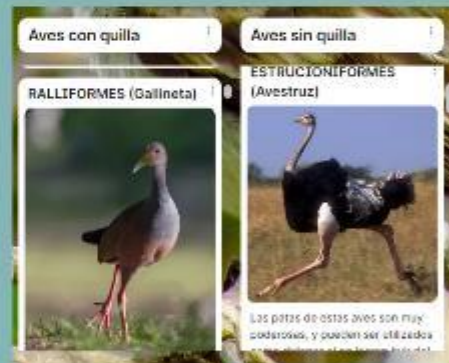 Aves con quilla
RALLIFORMES (Gallineta)
Aves sin quilla
ESTRUCIONIFORMES
(Avestruz)
Las patas de estas aves son muy
poderosas, y pueden ser utilizadas